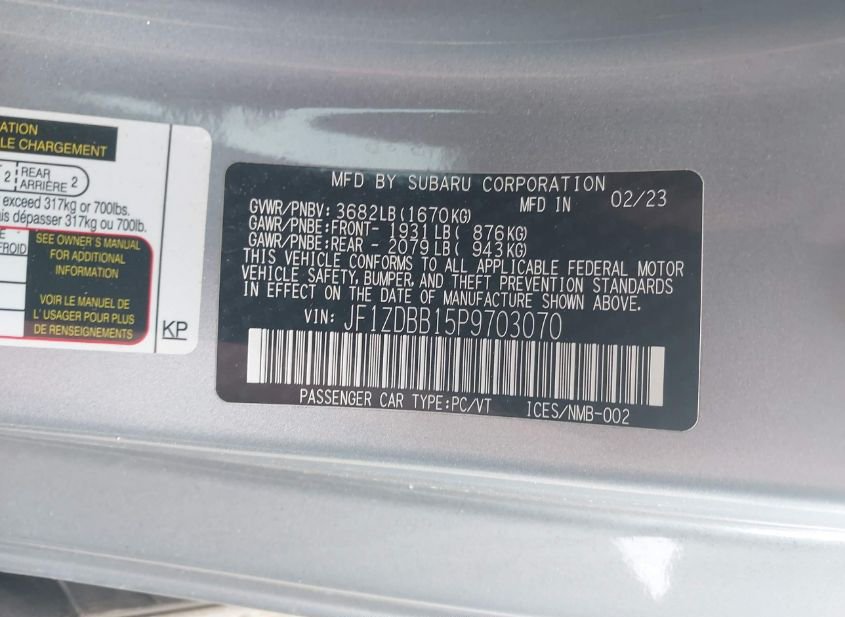 ATION
LE CHARGEMENT
2 REAR
ARRIÈRE 2
exceed 317kg or 700lbs.
is dépasser 317kg ou 700lb.
E
FROID
SEE OWNER'S MANUAL
FOR ADDITIONAL
INFORMATION
VOIR LE MANUEL DE
L' USAGER POUR PLUS
DE RENSEIGNEMENTS
KP
MFD BY SUBARU CORPORATION
GVWR/PNBV: 3682LB(1670KG) MFD IN 02/23
GAWR/PNBE:FRONT- 1931LB( 876KG)
GAWR/PNBE:REAR - 2079LB( 943KG)
THIS VEHICLE CONFORMS TO ALL APPLICABLE FEDERAL MOTOR
VEHICLE SAFETY, BUMPER, AND THEFT PREVENTION STANDARDS
IN EFFECT ON THE DATE OF MANUFACTURE SHOWN ABOVE.
VIN: JF1ZDBB15P9703070
PASSENGER CAR TYPE:PC/VT ICES/NMB-002